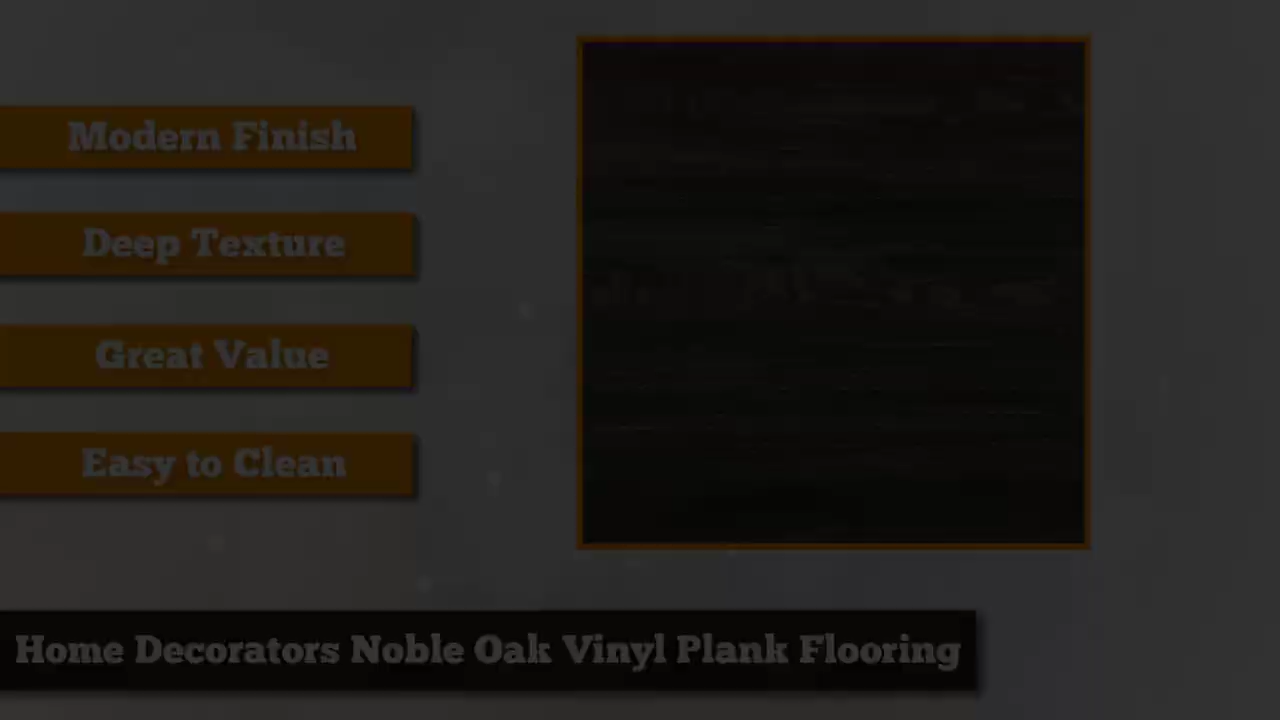 Modern Finish
Deep Texture
Great Value
Easy to Clean
Home Decorators Noble Oak Vinyl Plank Flooring